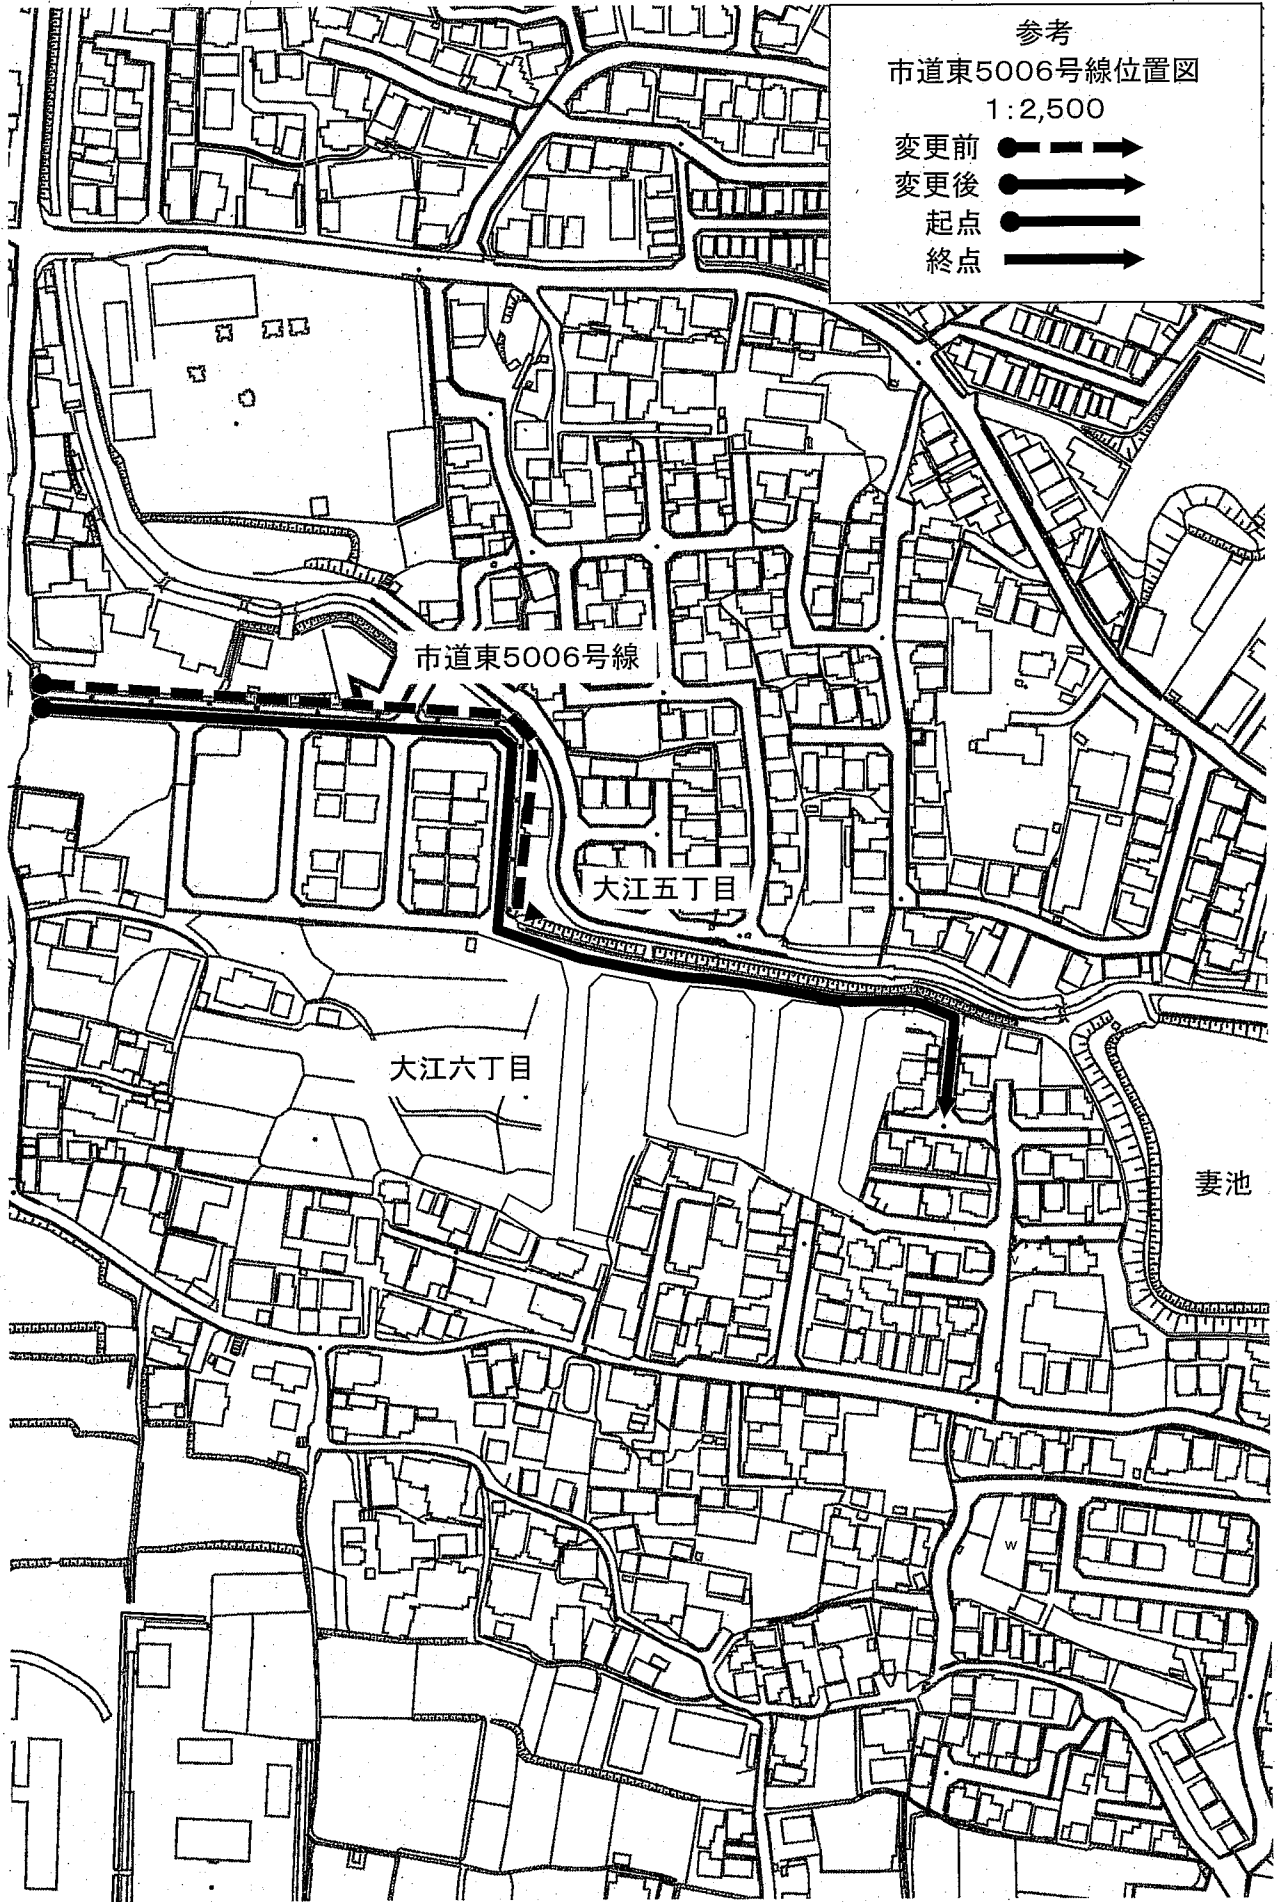 参考
市道東5006号線位置図
1:2,500
変更前
変更後
起点
終点
市道東5006号線
大江五丁目
大江六丁目
妻池
w